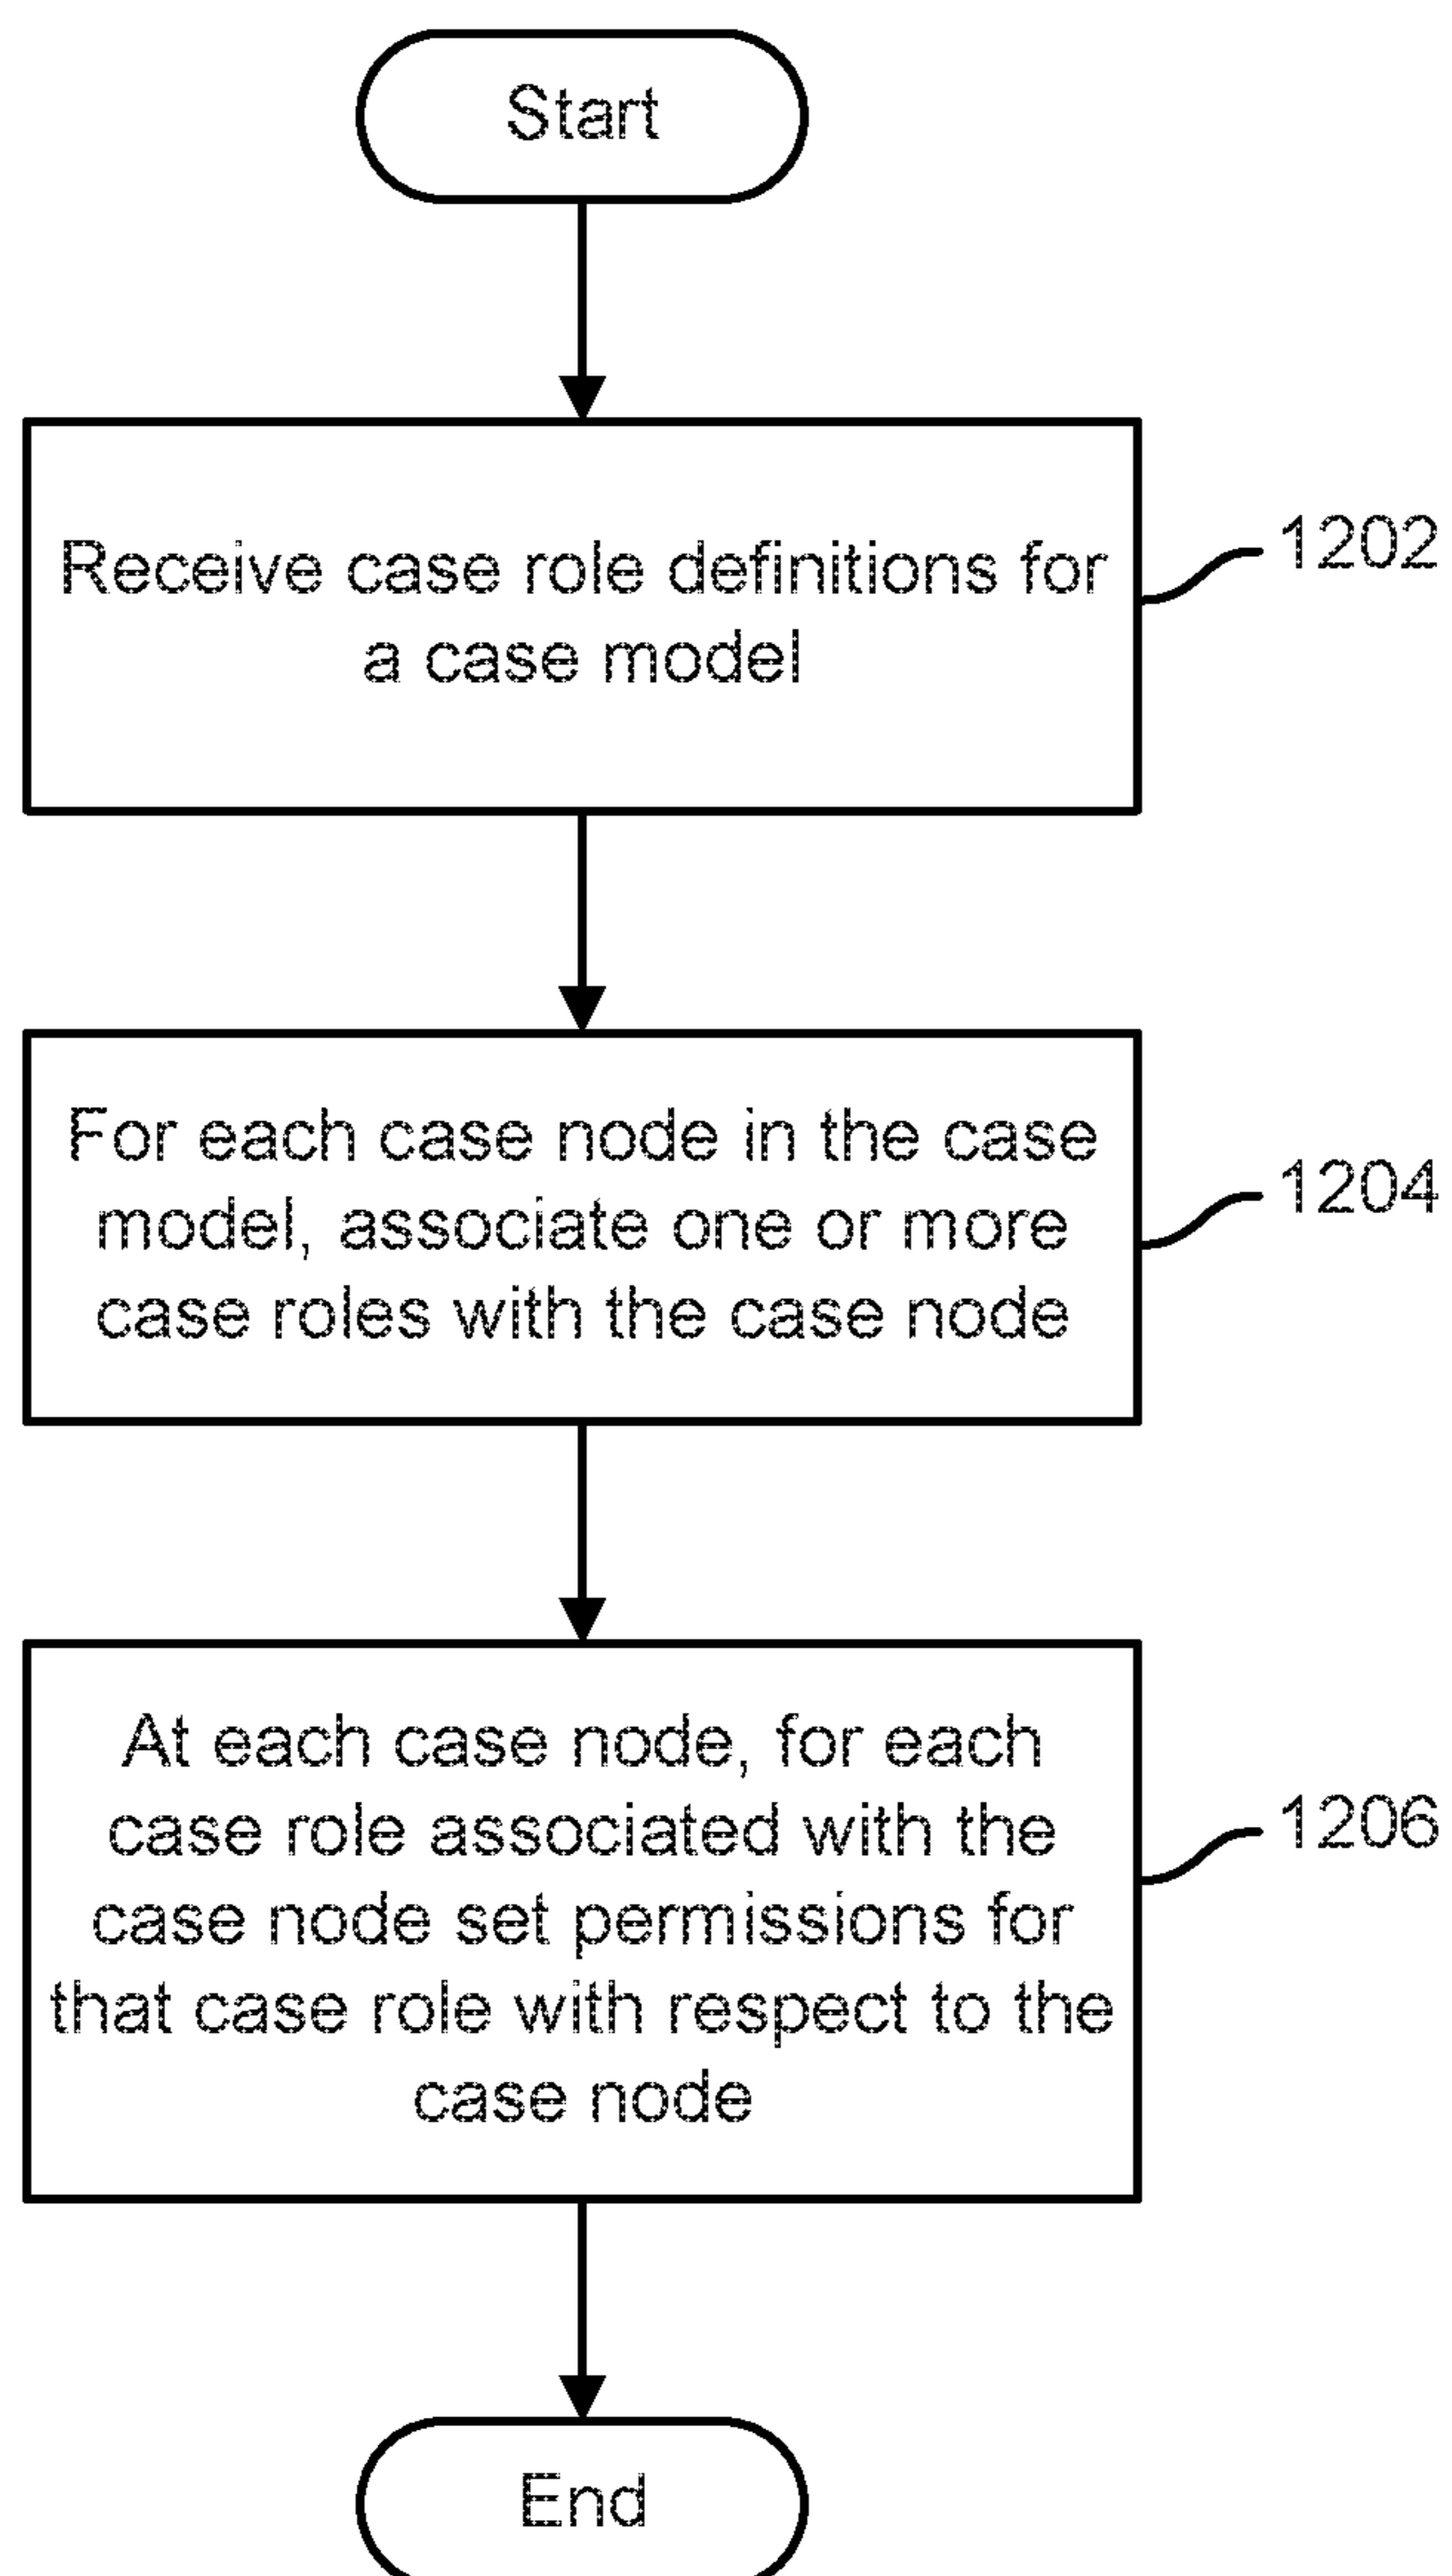 Start
Receive case role definitions for
a case model
1202
For each case node in the case
model, associate one or more
case roles with the case node
1204
At each case node, for each
case role associated with the
case node set permissions for
that case role with respect to the
case node
1206
End